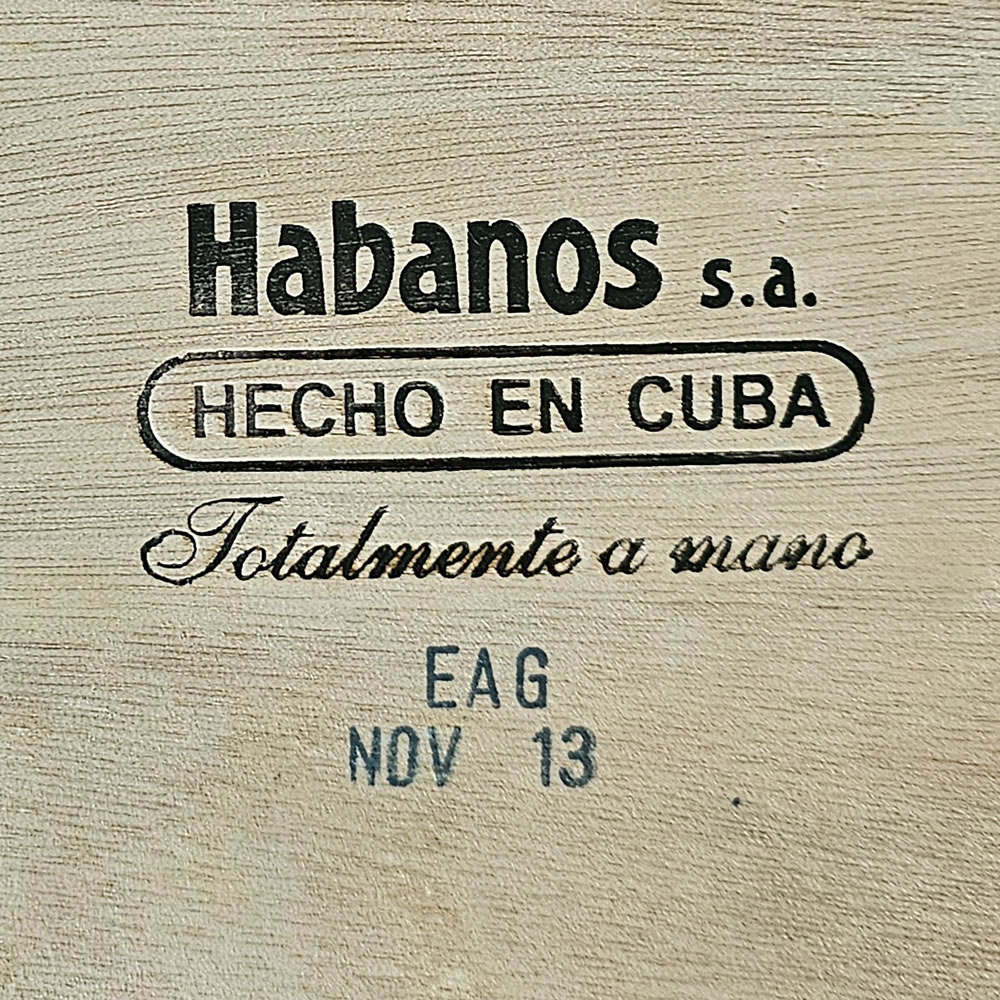 Habanos s.a.
HECHO EN CUBA
Totalmente a mano
EAG
NOV 13